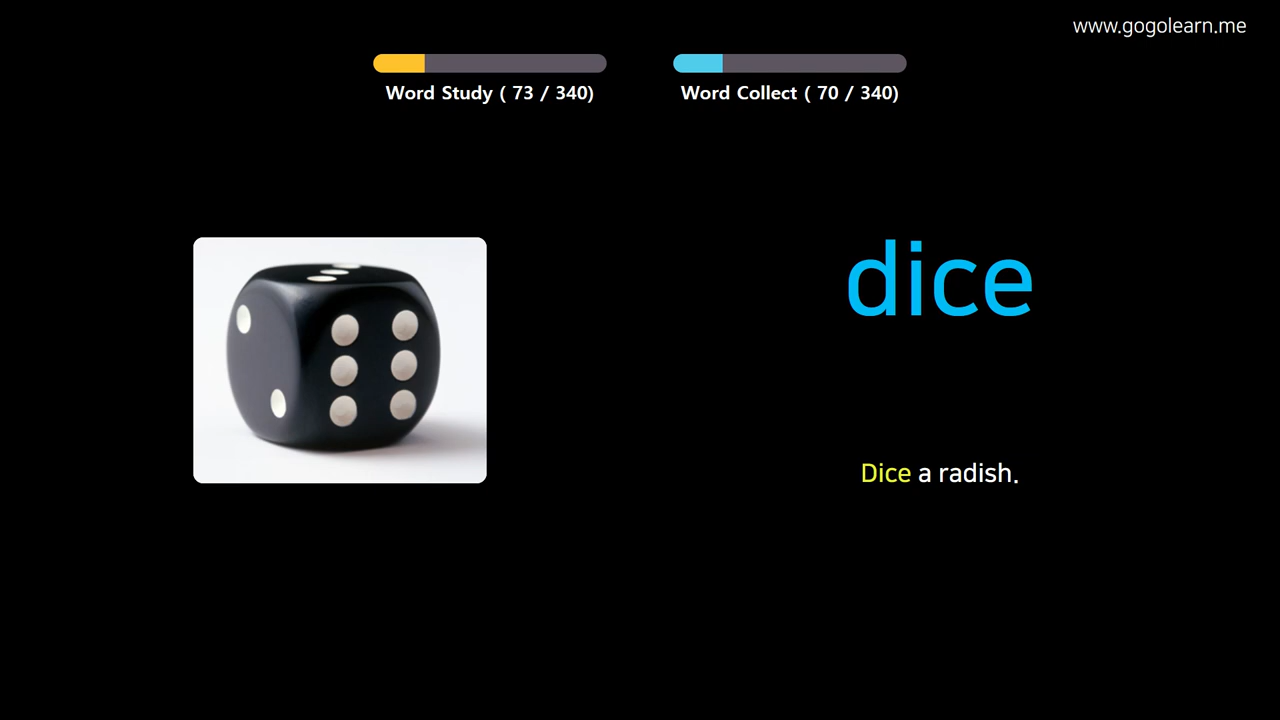 www.gogolearn.me
Word Study ( 73 / 340)
Word Collect ( 70 / 340)
dice
Dice a radish.